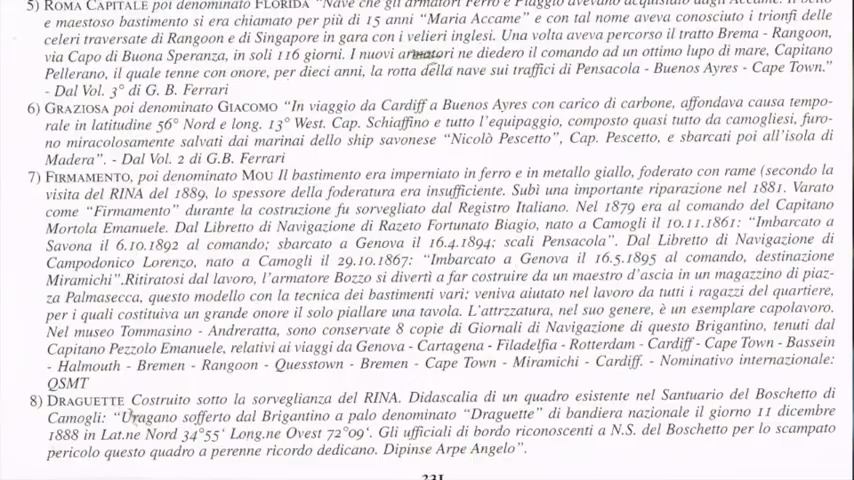 5) ROMA CAPITALE poi denominato FLORIDA "Nave che gli armatori Ferro e Piaggio avevano acquistato dagli Accame. Il bello
e maestoso bastimento si era chiamato per più di 15 anni "Maria Accame" e con tal nome aveva conosciuto i trionfi delle
celeri traversate di Rangoon e di Singapore in gara con i velieri inglesi. Una volta aveva percorso il tratto Brema - Rangoon,
via Capo di Buona Speranza, in soli 116 giorni. I nuovi armatori ne diedero il comando ad un ottimo lupo di mare, Capitano
Pellerano, il quale tenne con onore, per dieci anni, la rotta della nave sui traffici di Pensacola - Buenos Ayres - Cape Town."
- Dal Vol. 3° di G. B. Ferrari
6) GRAZIOSA poi denominato GIACOMO "In viaggio da Cardiff a Buenos Ayres con carico di carbone, affondava causa tempo-
rale in latitudine 56° Nord e long. 13° West. Cap. Schiaffino e tutto l'equipaggio, composto quasi tutto da camogliesi, furo-
no miracolosamente salvati dai marinai dello ship savonese "Nicolò Pescetto", Cap. Pescetto, e sbarcati poi all'isola di
Madera". - Dal Vol. 2 di G.B. Ferrari
7) FIRMAMENTO, poi denominato MOU Il bastimento era imperniato in ferro e in metallo giallo, foderato con rame (secondo la
visita del RINA del 1889, lo spessore della foderatura era insufficiente. Subì una importante riparazione nel 1881. Varato
come "Firmamento" durante la costruzione fu sorvegliato dal Registro Italiano. Nel 1879 era al comando del Capitano
Mortola Emanuele. Dal Libretto di Navigazione di Razeto Fortunato Biagio, nato a Camogli il 10.11.1861: "Imbarcato a
Savona il 6.10.1892 al comando; sbarcato a Genova il 16.4.1894; scali Pensacola". Dal Libretto di Navigazione di
Campodonico Lorenzo, nato a Camogli il 29.10.1867: "Imbarcato a Genova il 16.5.1895 al comando, destinazione
Miramichi".Ritiratosi dal lavoro, l'armatore Bozzo si divertì a far costruire da un maestro d'ascia in un magazzino di piaz-
za Palmasecca, questo modello con la tecnica dei bastimenti vari; veniva aiutato nel lavoro da tutti i ragazzi del quartiere,
per i quali costituiva un grande onore il solo piallare una tavola. L'attrzzatura, nel suo genere, è un esemplare capolavoro.
Nel museo Tommasino - Andreratta, sono conservate 8 copie di Giornali di Navigazione di questo Brigantino, tenuti dal
Capitano Pezzolo Emanuele, relativi ai viaggi da Genova - Cartagena - Filadelfia - Rotterdam - Cardiff - Cape Town - Bassein
- Halmouth - Bremen - Rangoon - Quesstown - Bremen - Cape Town - Miramichi - Cardiff. - Nominativo internazionale:
QSMT
8) DRAGUETTE Costruito sotto la sorveglianza del RINA. Didascalia di un quadro esistente nel Santuario del Boschetto di
Camogli: "Uragano sofferto dal Brigantino a palo denominato "Draguette" di bandiera nazionale il giorno 11 dicembre
1888 in Lat.ne Nord 34°55' Long.ne Ovest 72°09'. Gli ufficiali di bordo riconoscenti a N.S. del Boschetto per lo scampato
pericolo questo quadro a perenne ricordo dedicano. Dipinse Arpe Angelo".
231